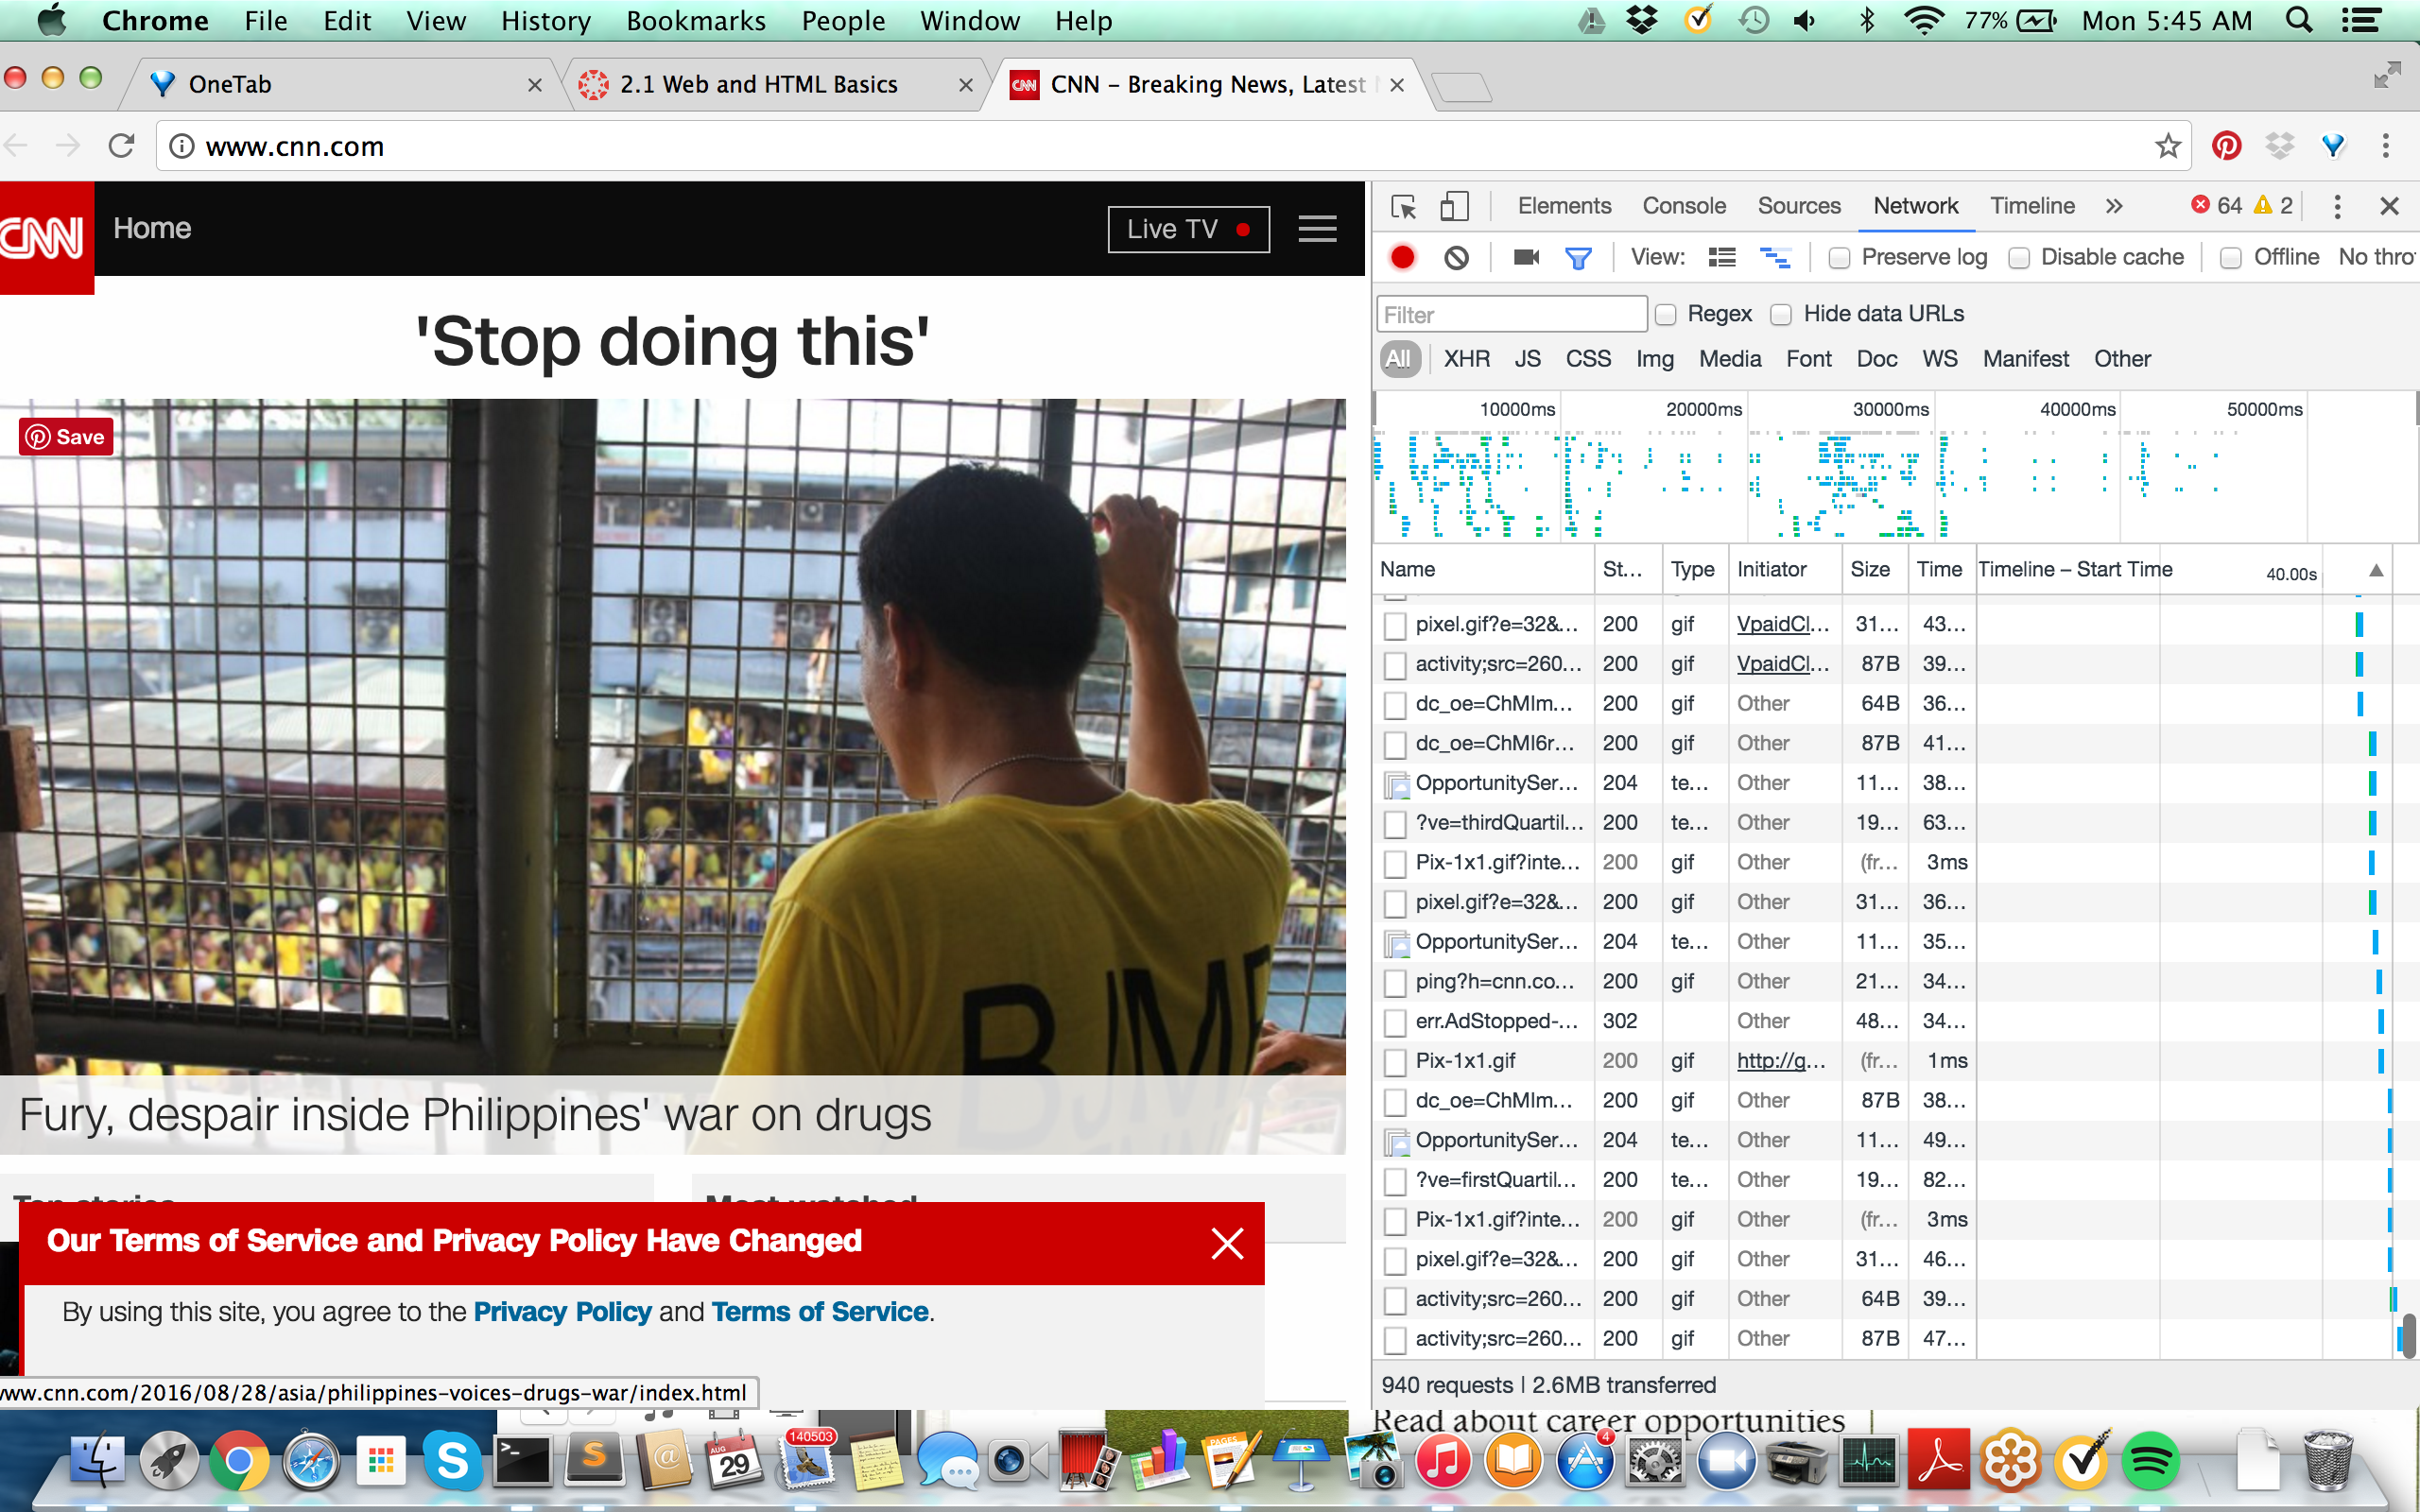 Chrome File Edit View History Bookmarks People Window Help 77% Mon 5:45 AM
OneTab 2.1 Web and HTML Basics CNN CNN – Breaking News, Latest
www.cnn.com
CNN Home Live TV
'Stop doing this'
Save
BJM
Fury, despair inside Philippines' war on drugs
Top stories Most watched
Our Terms of Service and Privacy Policy Have Changed
By using this site, you agree to the Privacy Policy and Terms of Service.
www.cnn.com/2016/08/28/asia/philippines-voices-drugs-war/index.html
Elements Console Sources Network Timeline » 64 2
View: Preserve log Disable cache Offline No thro
Filter Regex Hide data URLs
All XHR JS CSS Img Media Font Doc WS Manifest Other
10000ms 20000ms 30000ms 40000ms 50000ms
Name St... Type Initiator Size Time Timeline – Start Time 40.00s
pixel.gif?e=32&... 200 gif VpaidCl... 31... 43...
activity;src=260... 200 gif VpaidCl... 87B 39...
dc_oe=ChMIm... 200 gif Other 64B 36...
dc_oe=ChMI6r... 200 gif Other 87B 41...
OpportunitySer... 204 te... Other 11... 38...
?ve=thirdQuartil... 200 te... Other 19... 63...
Pix-1x1.gif?inte... 200 gif Other (fr... 3ms
pixel.gif?e=32&... 200 gif Other 31... 36...
OpportunitySer... 204 te... Other 11... 35...
ping?h=cnn.co... 200 gif Other 21... 34...
err.AdStopped-... 302 Other 48... 34...
Pix-1x1.gif 200 gif http://g... (fr... 1ms
dc_oe=ChMIm... 200 gif Other 87B 38...
OpportunitySer... 204 te... Other 11... 49...
?ve=firstQuartil... 200 te... Other 19... 82...
Pix-1x1.gif?inte... 200 gif Other (fr... 3ms
pixel.gif?e=32&... 200 gif Other 31... 46...
activity;src=260... 200 gif Other 64B 39...
activity;src=260... 200 gif Other 87B 47...
940 requests | 2.6MB transferred
Read about career opportunities
AUG 29 140503 PAGES 4